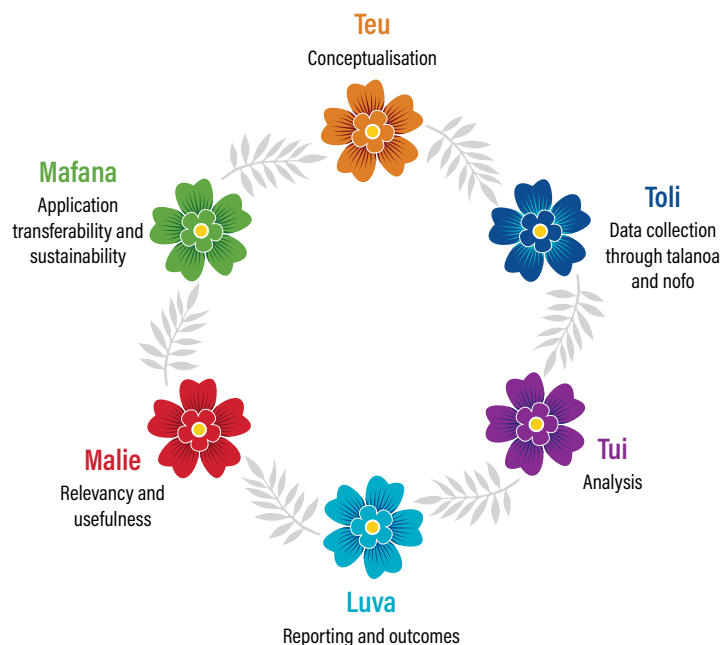 Teu
Conceptualisation
Toli
Data collection
through talanoa
and nofo
Tui
Analysis
Luva
Reporting and outcomes
Malie
Relevancy and
usefulness
Mafana
Application
transferability and
sustainability